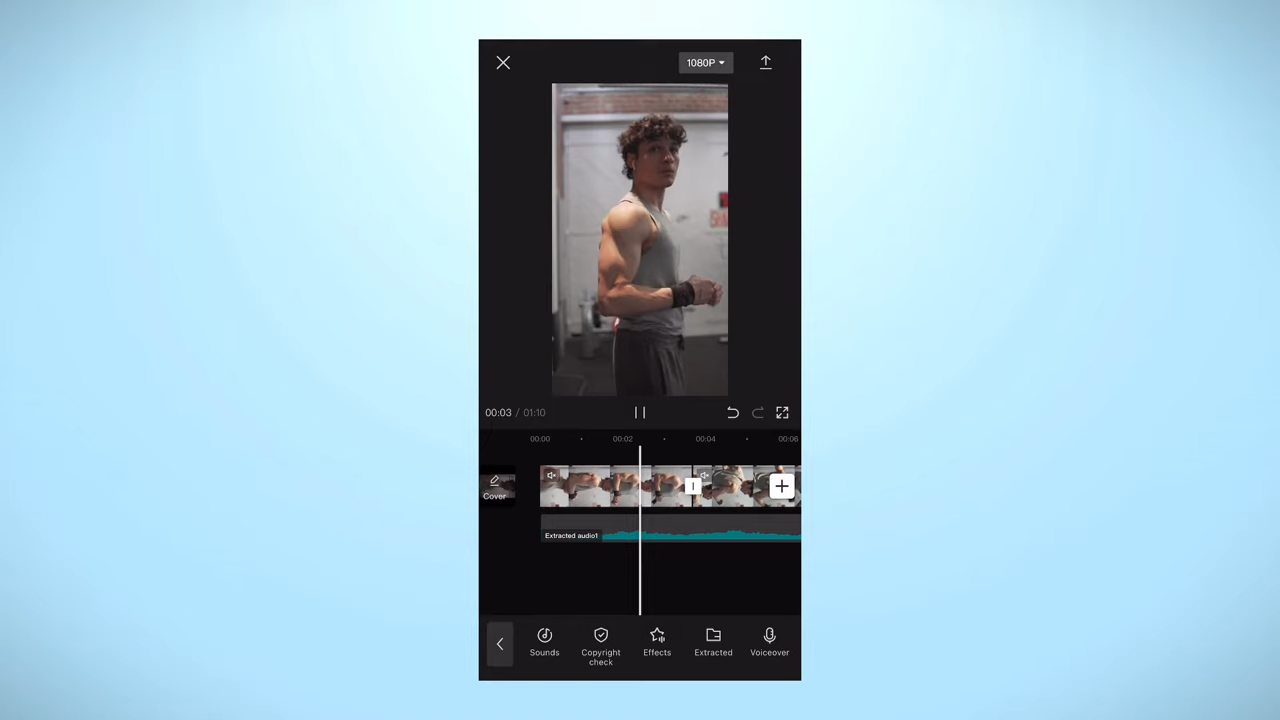 1080P
00:03 / 01:10
00:00
00:02
00:04
00:06
Cover
Extracted audio1
Sounds
Copyright
check
Effects
Extracted
Voiceover